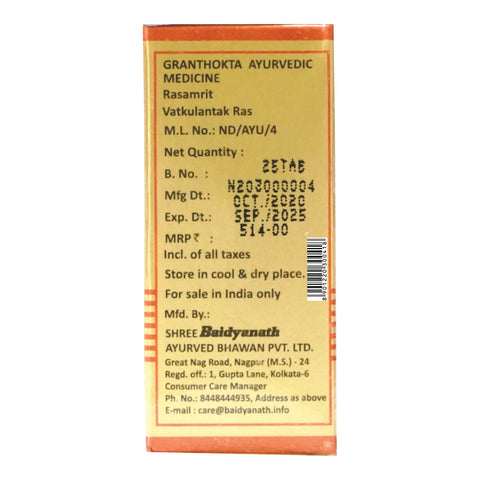 GRANTHOKTA AYURVEDIC
MEDICINE
Rasamrit
Vatkulantak Ras
M.L. No.: ND/AYU/4
Net Quantity : 25TAB
B. No. : N203000004
Mfg Dt.: OCT./2020
Exp. Dt.: SEP./2025
MRP ₹ : 514-00
Incl. of all taxes
Store in cool & dry place.
For sale in India only
Mfd. By.:
SHREE Baidyanath
AYURVED BHAWAN PVT. LTD.
Great Nag Road, Nagpur (M.S.) - 24
Regd. off.: 1, Gupta Lane, Kolkata-6
Consumer Care Manager
Ph. No.: 8448444935, Address as above
E-mail : care@baidyanath.info
8901220300418